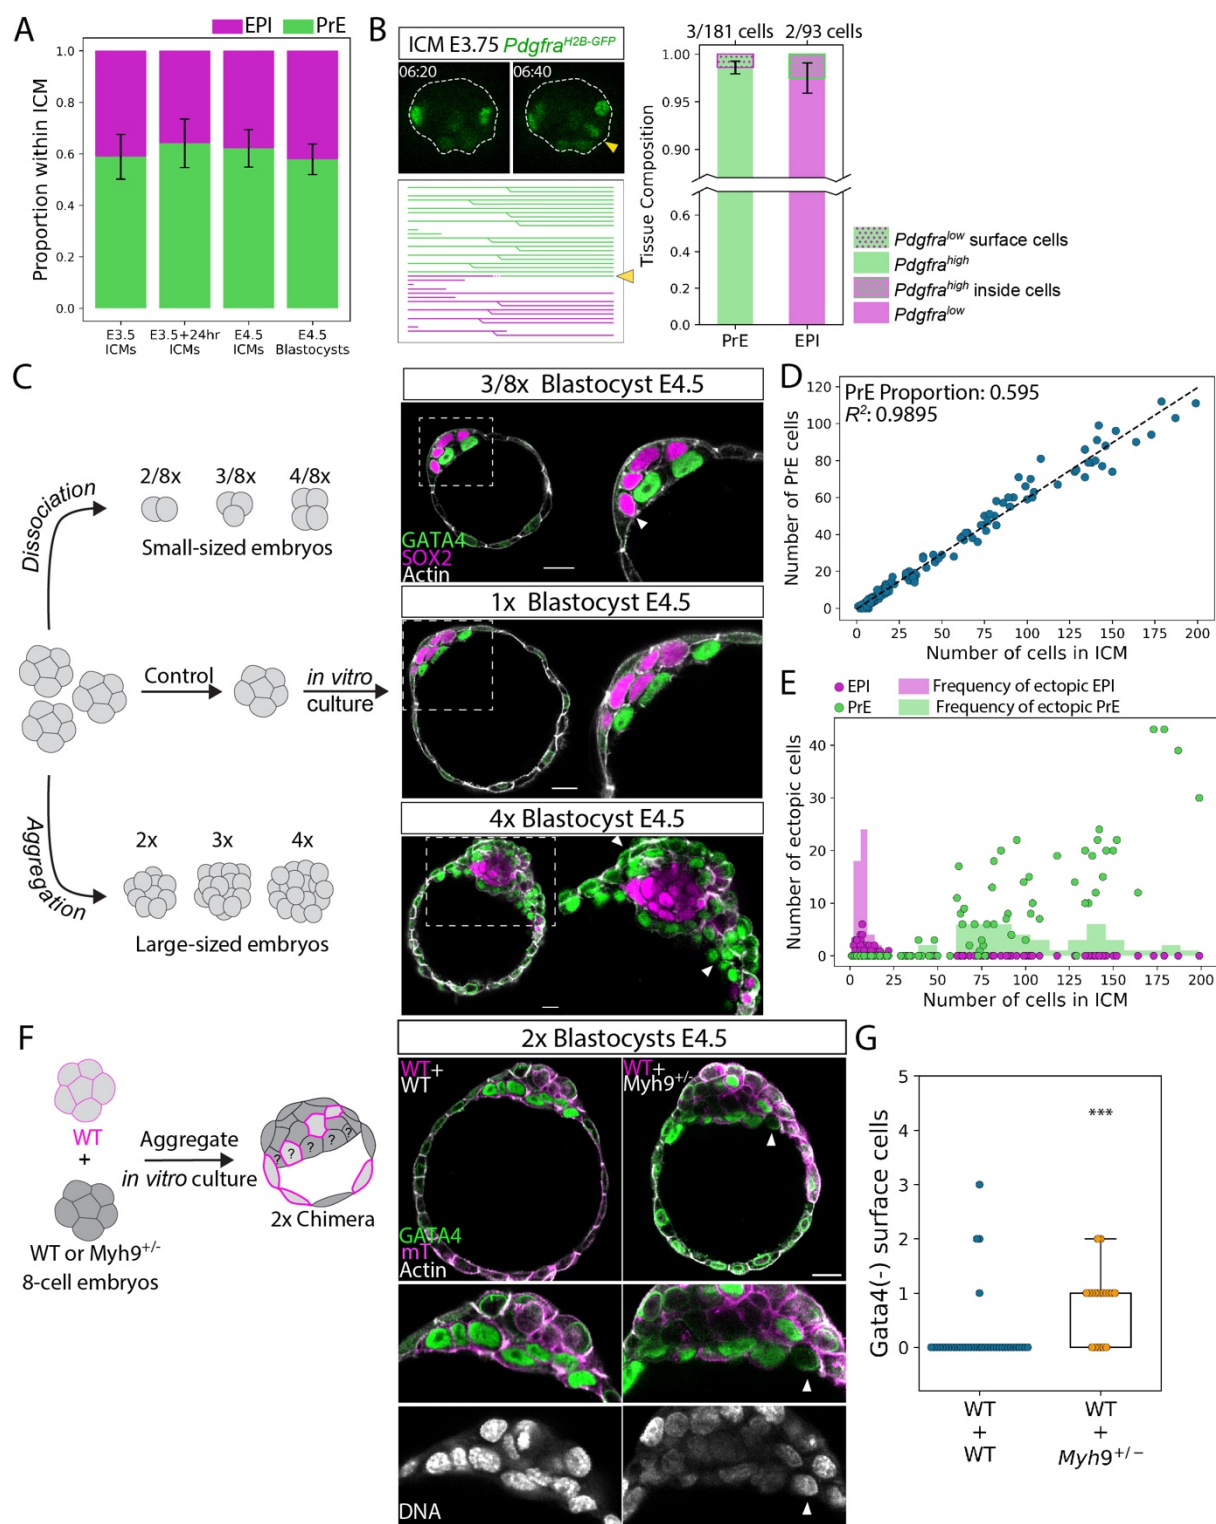 A
EPI
PrE
Proportion within ICM
1.0
0.8
0.6
0.4
0.2
0.0
E3.5
ICMs
E3.5+24hr
ICMs
E4.5
ICMs
E4.5
Blastocysts
B
ICM E3.75 Pdgfra^H2B-GFP
06:20
06:40
3/181 cells
2/93 cells
Tissue Composition
1.00
0.95
0.90
0.6
0.4
0.2
0.0
PrE
EPI
Pdgfra^low surface cells
Pdgfra^high
Pdgfra^high inside cells
Pdgfra^low
C
Dissociation
2/8x
3/8x
4/8x
Small-sized embryos
Control
in vitro
culture
Aggregation
2x
3x
4x
Large-sized embryos
3/8x Blastocyst E4.5
GATA4
SOX2
Actin
1x Blastocyst E4.5
4x Blastocyst E4.5
D
PrE Proportion: 0.595
R²: 0.9895
Number of PrE cells
120
100
80
60
40
20
0
0
25
50
75
100
125
150
175
200
Number of cells in ICM
E
EPI
PrE
Frequency of ectopic EPI
Frequency of ectopic PrE
Number of ectopic cells
40
30
20
10
0
0
25
50
75
100
125
150
175
200
Number of cells in ICM
F
WT
+
WT or Myh9^+/-
8-cell embryos
Aggregate
in vitro culture
? ? ? ? ? ?
2x Chimera
2x Blastocysts E4.5
WT+
WT
WT+
Myh9^+/-
GATA4
mT
Actin
DNA
G
Gata4(-) surface cells
5
4
3
2
1
0
***
WT
+
WT
WT
+
Myh9^+/−